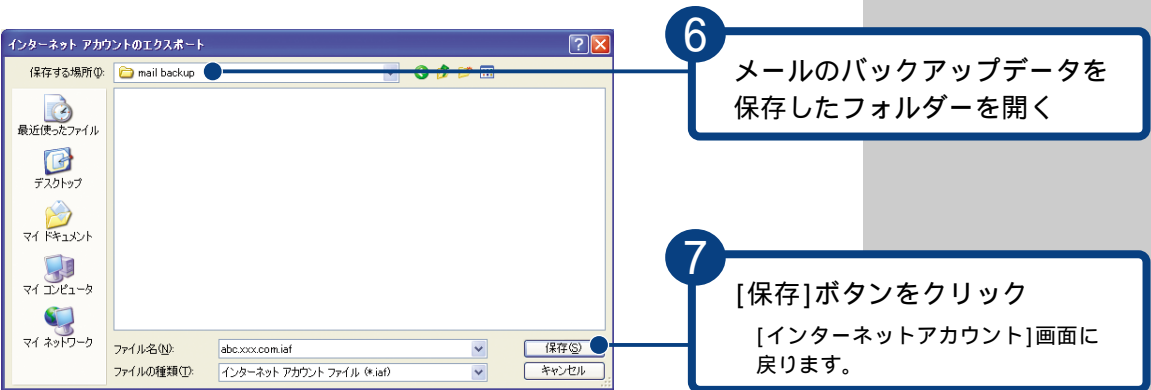 インターネット アカウントのエクスポート
保存する場所(I):
mail backup
最近使ったファイル
デスクトップ
マイ ドキュメント
マイ コンピュータ
マイ ネットワーク
ファイル名(N):
abc.xxx.com.iaf
保存(S)
ファイルの種類(T):
インターネット アカウント ファイル (*.iaf)
キャンセル
6
メールのバックアップデータを
保存したフォルダーを開く
7
[保存]ボタンをクリック
[インターネットアカウント]画面に
戻ります。